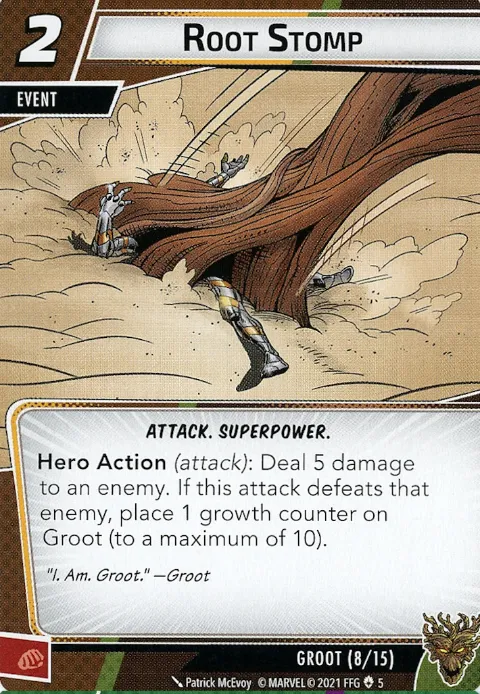 2
ROOT STOMP
EVENT
ATTACK. SUPERPOWER.
Hero Action (attack): Deal 5 damage
to an enemy. If this attack defeats that
enemy, place 1 growth counter on
Groot (to a maximum of 10).
"I. Am. Groot." —Groot
GROOT (8/15)
Patrick McEvoy © MARVEL © 2021 FFG 5